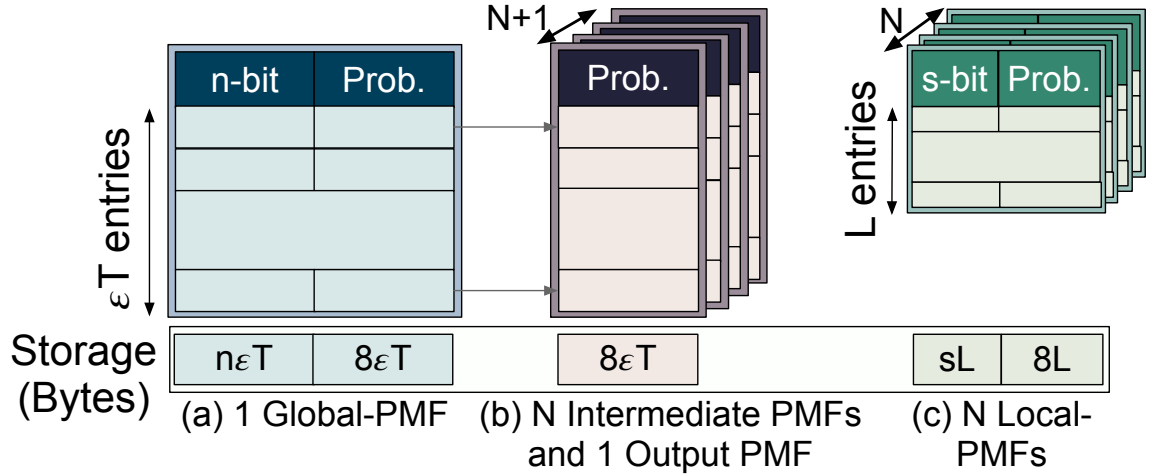 N+1
N
n-bit Prob.
Prob.
s-bit Prob.
εT entries
L entries
Storage
(Bytes)
nεT 8εT
8εT
sL 8L
(a) 1 Global-PMF
(b) N Intermediate PMFs
and 1 Output PMF
(c) N Local-
PMFs